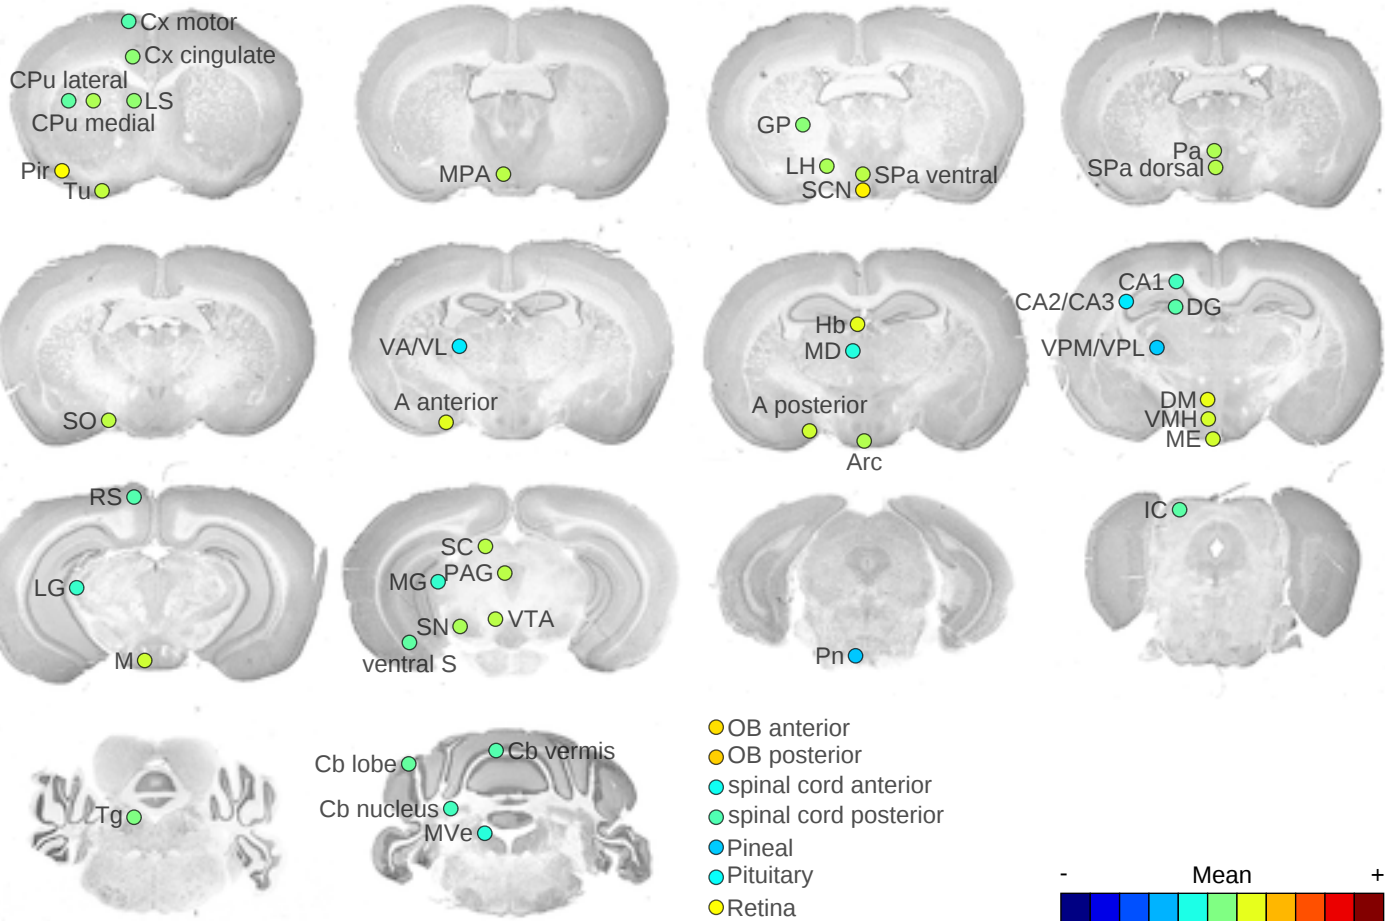 Cx motor
Cx cingulate
CPu lateral
LS
CPu medial
Pir
Tu
MPA
GP
LH
SPa ventral
SCN
Pa
SPa dorsal
SO
VA/VL
A anterior
Hb
MD
A posterior
Arc
CA1
CA2/CA3
DG
VPM/VPL
DM
VMH
ME
RS
LG
M
SC
MG
PAG
SN
VTA
ventral S
Pn
IC
Tg
Cb lobe
Cb vermis
Cb nucleus
MVe
OB anterior
OB posterior
spinal cord anterior
spinal cord posterior
Pineal
Pituitary
Retina
- Mean +